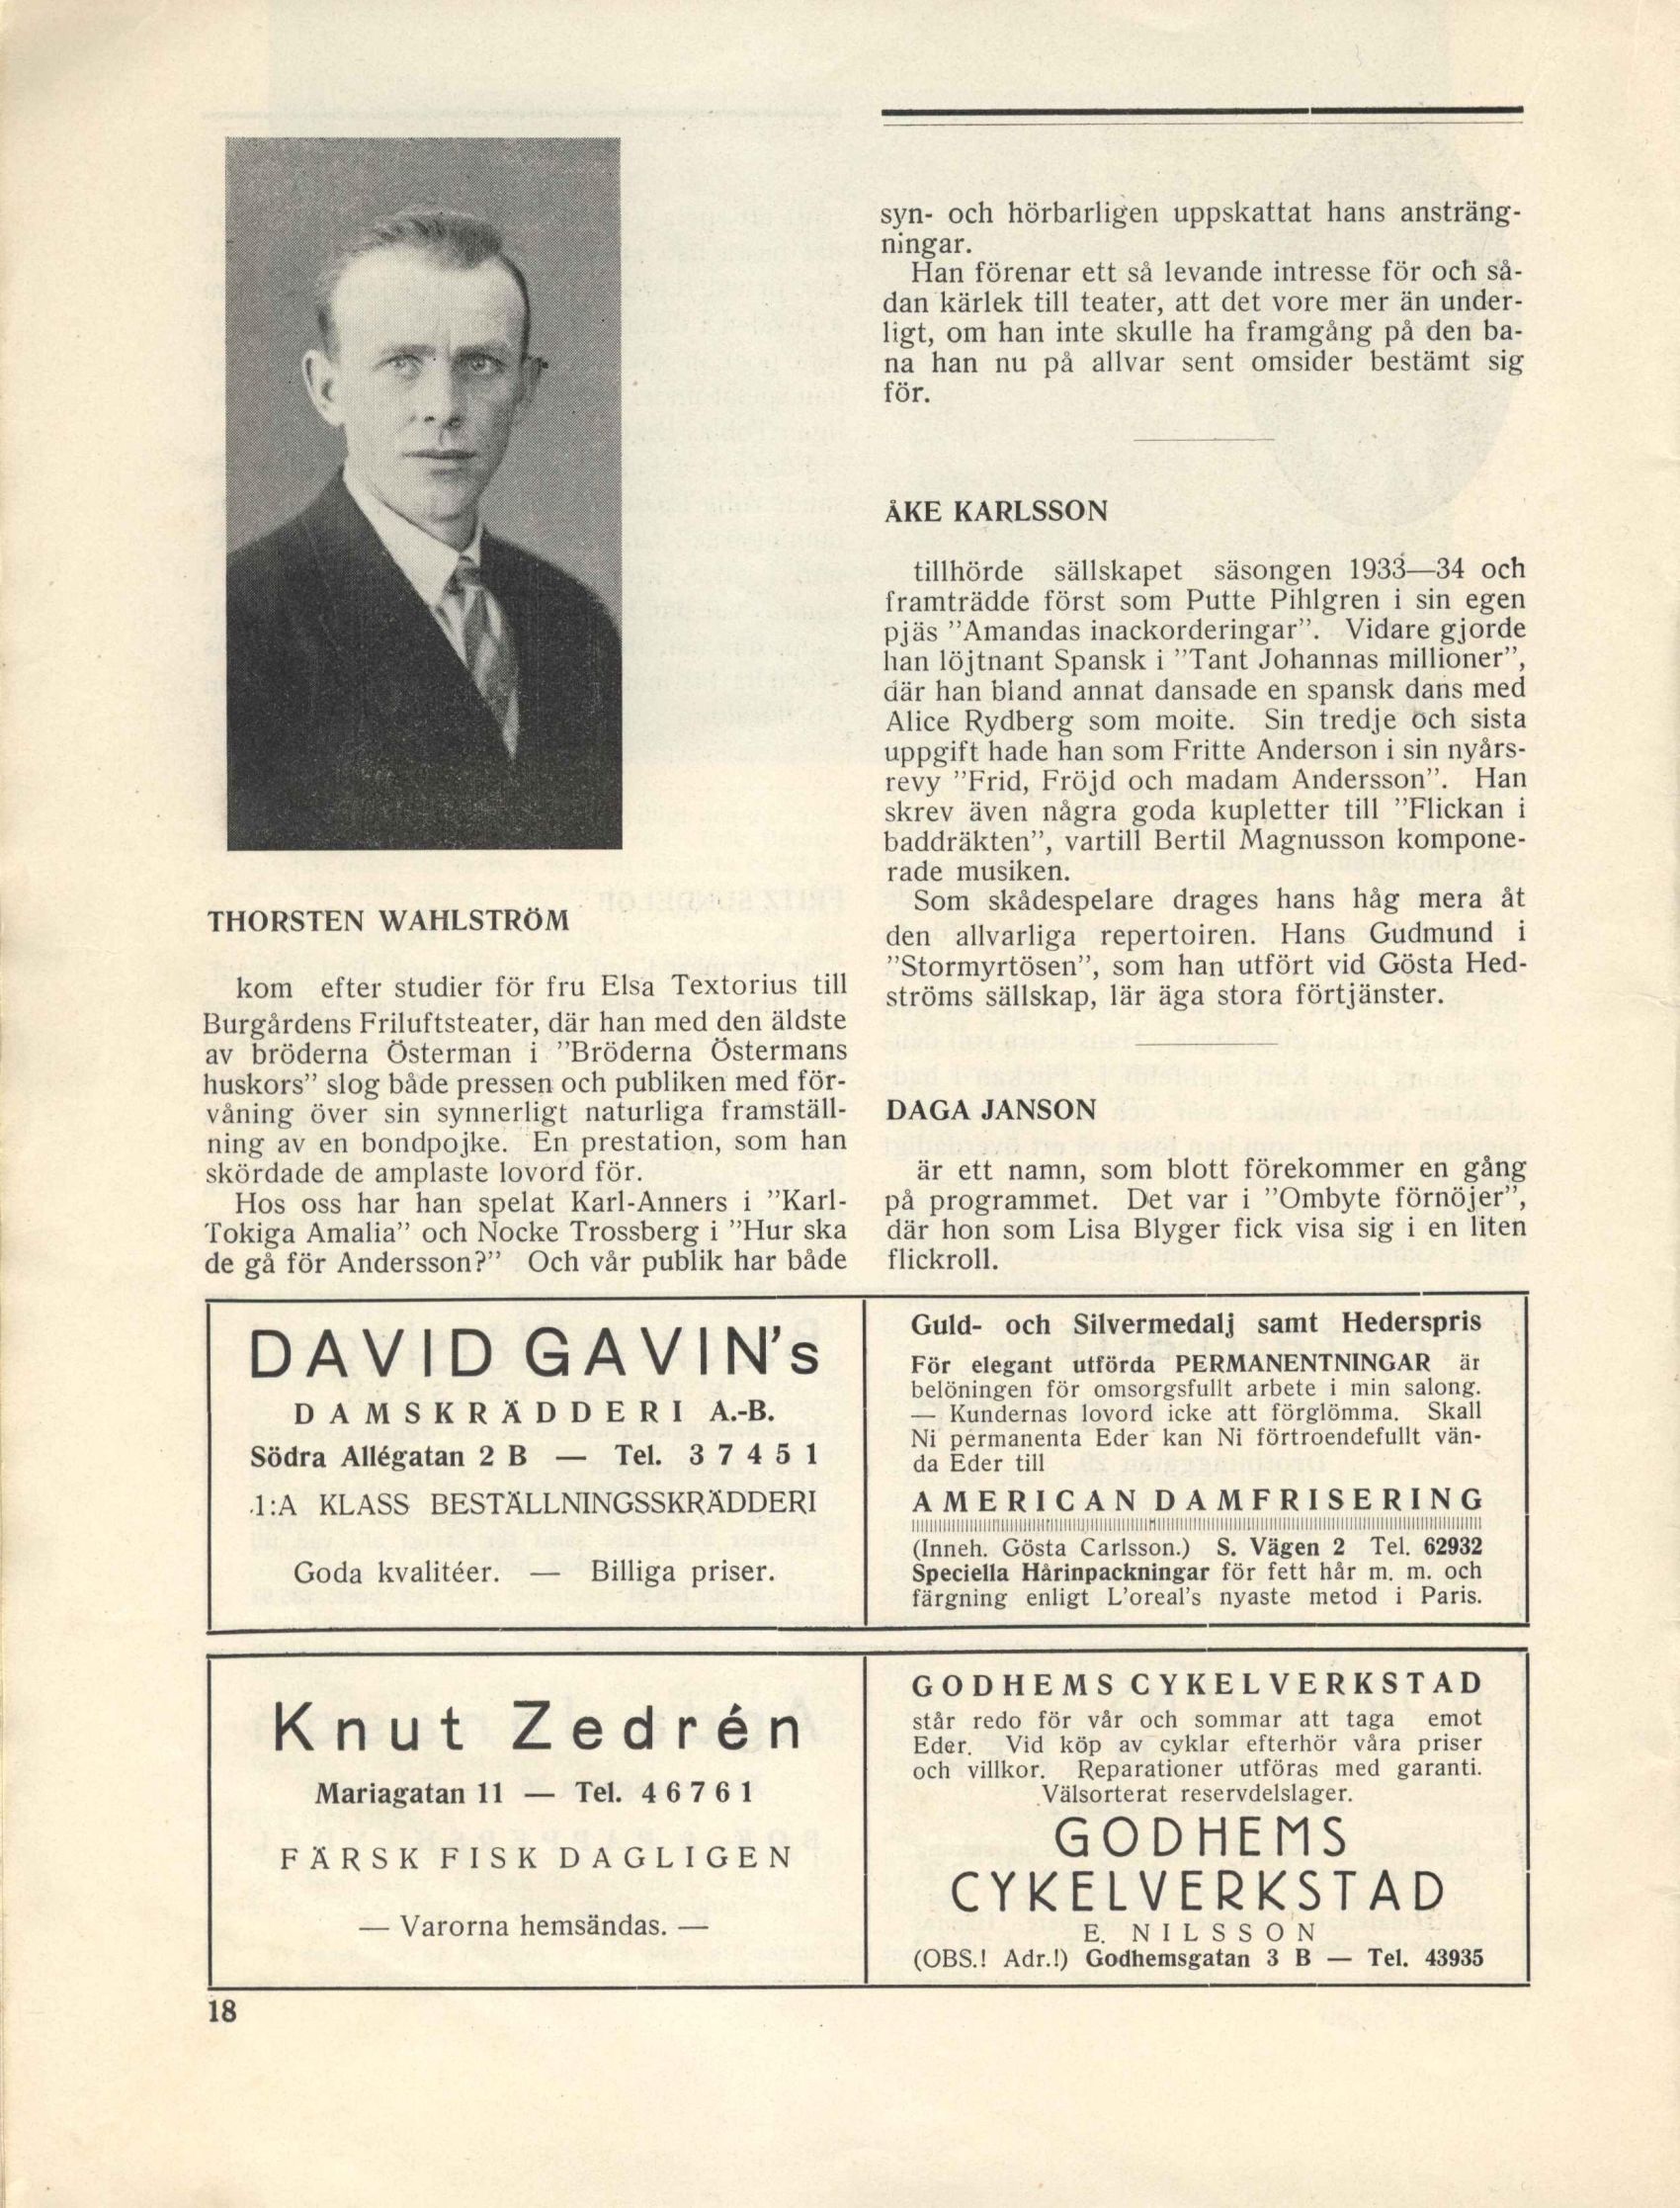 THORSTEN WAHLSTRÖM
kom efter studier för fru Elsa Textorius till
Burgårdens Friluftsteater, där han med den äldste
av bröderna Österman i ”Bröderna Östermans
huskors” slog både pressen och publiken med för-
våning över sin synnerligt naturliga framställ-
ning av en bondpojke. En prestation, som han
skördade de amplaste lovord för.
Hos oss har han spelat Karl-Anners i ”Karl-
Tokiga Amalia” och Nocke Trossberg i ”Hur ska
de gå för Andersson?” Och vår publik har både
syn- och hörbarligen uppskattat hans ansträng-
ningar.
Han förenar ett så levande intresse för och så-
dan kärlek till teater, att det vore mer än under-
ligt, om han inte skulle ha framgång på den ba-
na han nu på allvar sent omsider bestämt sig
för.
ÅKE KARLSSON
tillhörde sällskapet säsongen 1933—34 och
framträdde först som Putte Pihlgren i sin egen
pjäs ”Amandas inackorderingar”. Vidare gjorde
han löjtnant Spansk i ”Tant Johannas millioner”,
där han bland annat dansade en spansk dans med
Alice Rydberg som moite. Sin tredje och sista
uppgift hade han som Fritte Anderson i sin nyårs-
revy ”Frid, Fröjd och madam Andersson”. Han
skrev även några goda kupletter till ”Flickan i
baddräkten”, vartill Bertil Magnusson kompone-
rade musiken.
Som skådespelare drages hans håg mera åt
den allvarliga repertoiren. Hans Gudmund i
”Stormyrtösen”, som han utfört vid Gösta Hed-
ströms sällskap, lär äga stora förtjänster.
DAGA JANSON
är ett namn, som blott förekommer en gång
på programmet. Det var i ”Ombyte förnöjer”,
där hon som Lisa Blyger fick visa sig i en liten
flickroll.
DAVID GAVIN's
DAMSKRÄDDERI A.-B.
Södra Allégatan 2 B — Tel. 37451
1:A KLASS BESTÄLLNINGSSKRÄDDERI
Goda kvalitéer. — Billiga priser.
Guld- och Silvermedalj samt Hederspris
För elegant utförda PERMANENTNINGAR är
belöningen för omsorgsfullt arbete i min salong.
— Kundernas lovord icke att förglömma. Skall
Ni permanenta Eder kan Ni förtroendefullt vän-
da Eder till
AMERICAN DAMFRISERING
(Inneh. Gösta Carlsson.) S. Vägen 2 Tel. 62932
Speciella Hårinpackningar för fett hår m. m. och
färgning enligt L'oreal's nyaste metod i Paris.
Knut Zedrén
Mariagatan 11 — Tel. 46761
FÄRSK FISK DAGLIGEN
— Varorna hemsändas. —
GODHEMS CYKELVERKSTAD
står redo för vår och sommar att taga emot
Eder. Vid köp av cyklar efterhör våra priser
och villkor. Reparationer utföras med garanti.
Välsorterat reservdelslager.
GODHEMS
CYKELVERKSTAD
E. NILSSON
(OBS.! Adr.!) Godhemsgatan 3 B — Tel. 43935
18